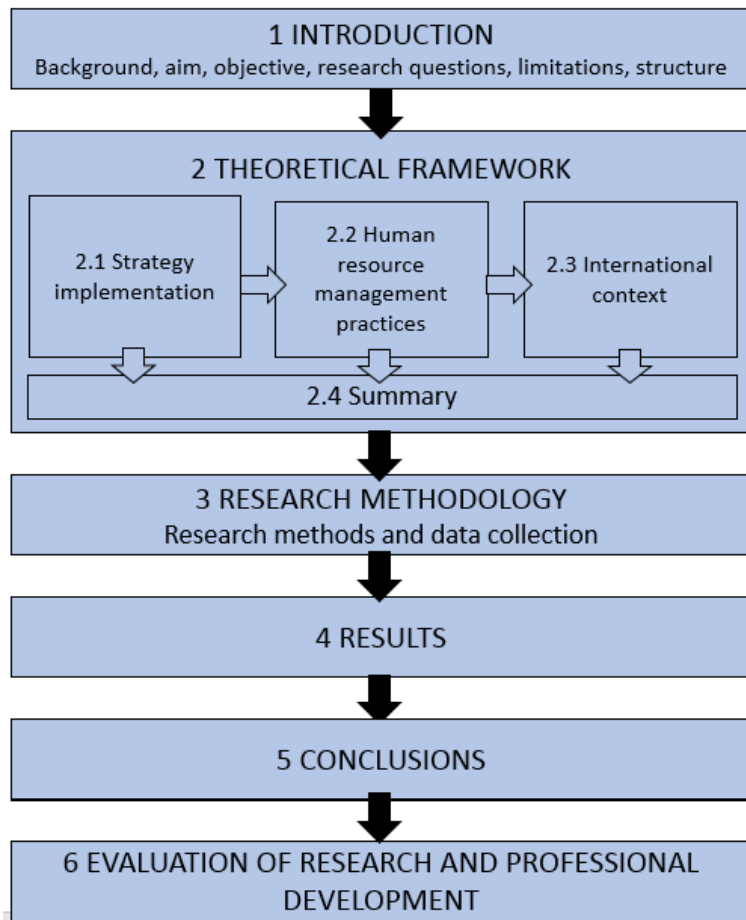 1 INTRODUCTION
Background, aim, objective, research questions, limitations, structure
2 THEORETICAL FRAMEWORK
2.1 Strategy
implementation
2.2 Human
resource
management
practices
2.3 International
context
2.4 Summary
3 RESEARCH METHODOLOGY
Research methods and data collection
4 RESULTS
5 CONCLUSIONS
6 EVALUATION OF RESEARCH AND PROFESSIONAL
DEVELOPMENT